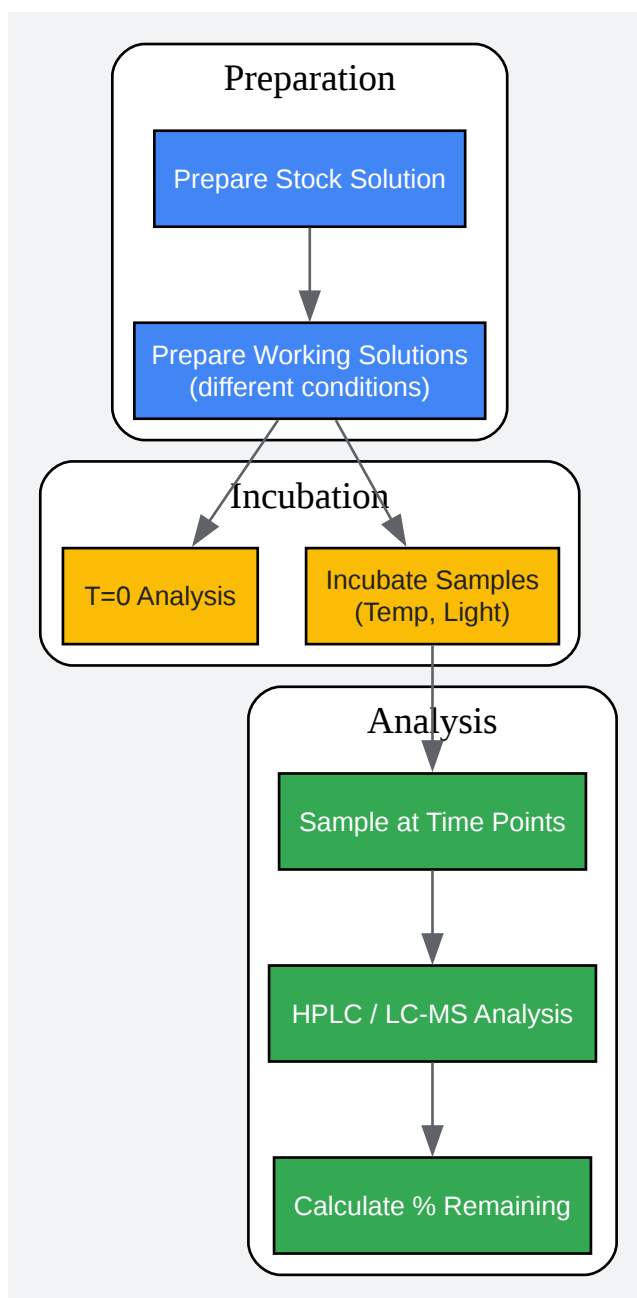 Preparation
Prepare Stock Solution
Prepare Working Solutions
(different conditions)
Incubation
T=0 Analysis
Incubate Samples
(Temp, Light)
Analysis
Sample at Time Points
HPLC / LC-MS Analysis
Calculate % Remaining